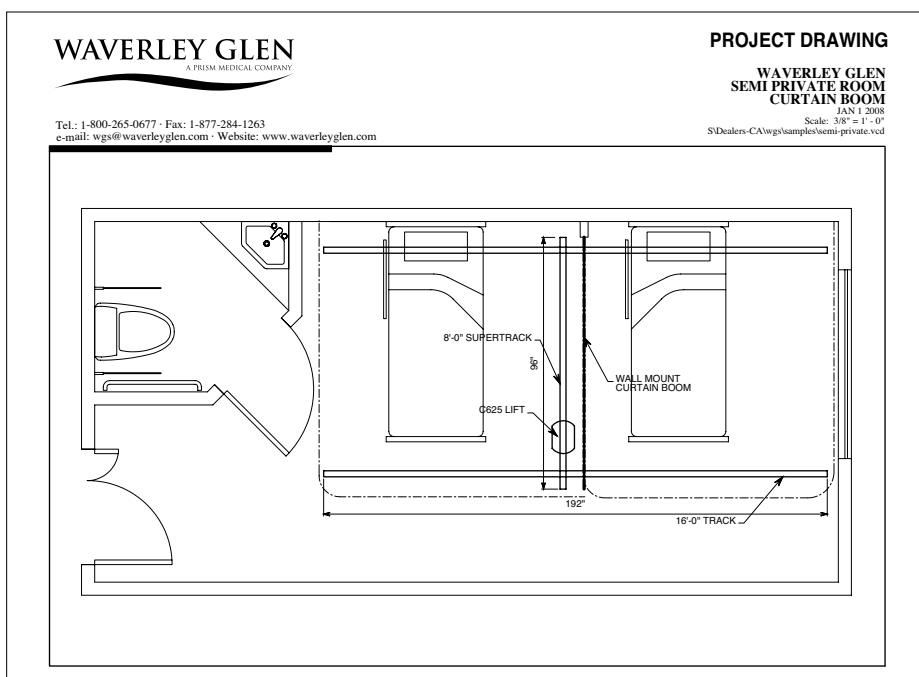 WAVERLEY GLEN
A PRISM MEDICAL COMPANY
Tel.: 1-800-265-0677 · Fax: 1-877-284-1263
e-mail: wgs@waverleyglen.com · Website: www.waverleyglen.com
PROJECT DRAWING
WAVERLEY GLEN
SEMI PRIVATE ROOM
CURTAIN BOOM
JAN 1 2008
Scale: 3/8" = 1' - 0"
S\Dealers-CA\wgs\samples\semi-private.vcd
8'-0" SUPERTRACK
96"
WALL MOUNT
CURTAIN BOOM
C625 LIFT
192"
16'-0" TRACK